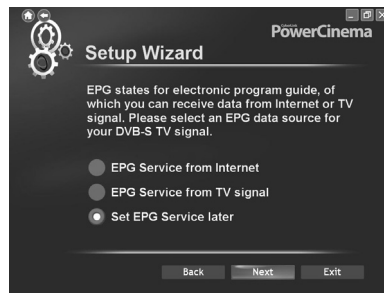 CyberLink
PowerCinema
Setup Wizard
EPG states for electronic program guide, of
which you can receive data from Internet or TV
signal. Please select an EPG data source for
your DVB-S TV signal.
EPG Service from Internet
EPG Service from TV signal
Set EPG Service later
Back Next Exit